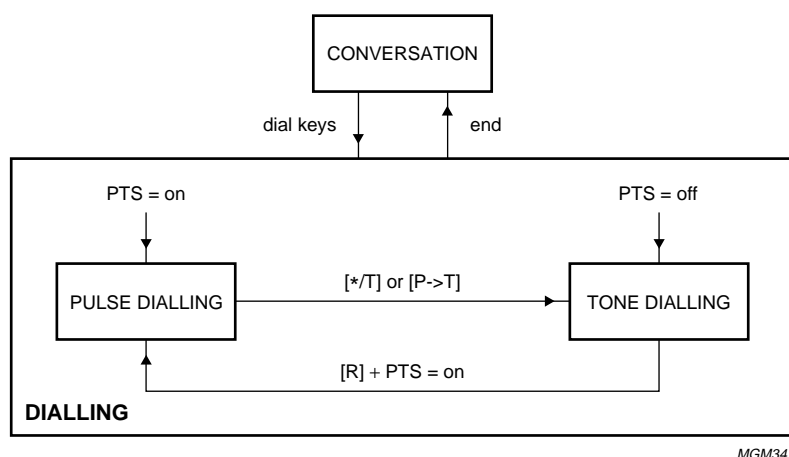 CONVERSATION
dial keys
end
PTS = on
PTS = off
[*/T] or [P->T]
PULSE DIALLING
TONE DIALLING
[R] + PTS = on
DIALLING
MGM34